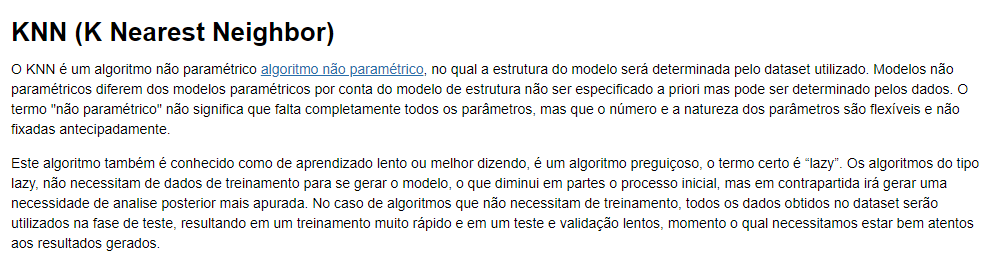 KNN (K Nearest Neighbor)
O KNN é um algoritmo não paramétrico algoritmo não paramétrico, no qual a estrutura do modelo será determinada pelo dataset utilizado. Modelos não
paramétricos diferem dos modelos paramétricos por conta do modelo de estrutura não ser especificado a priori mas pode ser determinado pelos dados. O
termo "não paramétrico" não significa que falta completamente todos os parâmetros, mas que o número e a natureza dos parâmetros são flexíveis e não
fixadas antecipadamente.
Este algoritmo também é conhecido como de aprendizado lento ou melhor dizendo, é um algoritmo preguiçoso, o termo certo é “lazy”. Os algoritmos do tipo
lazy, não necessitam de dados de treinamento para se gerar o modelo, o que diminui em partes o processo inicial, mas em contrapartida irá gerar uma
necessidade de analise posterior mais apurada. No caso de algoritmos que não necessitam de treinamento, todos os dados obtidos no dataset serão
utilizados na fase de teste, resultando em um treinamento muito rápido e em um teste e validação lentos, momento o qual necessitamos estar bem atentos
aos resultados gerados.